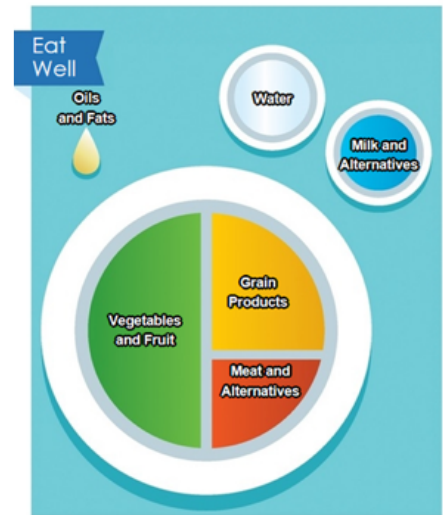 Eat
Well
Oils
and Fats
Water
Milk and
Alternatives
Grain
Products
Vegetables
and Fruit
Meat and
Alternatives